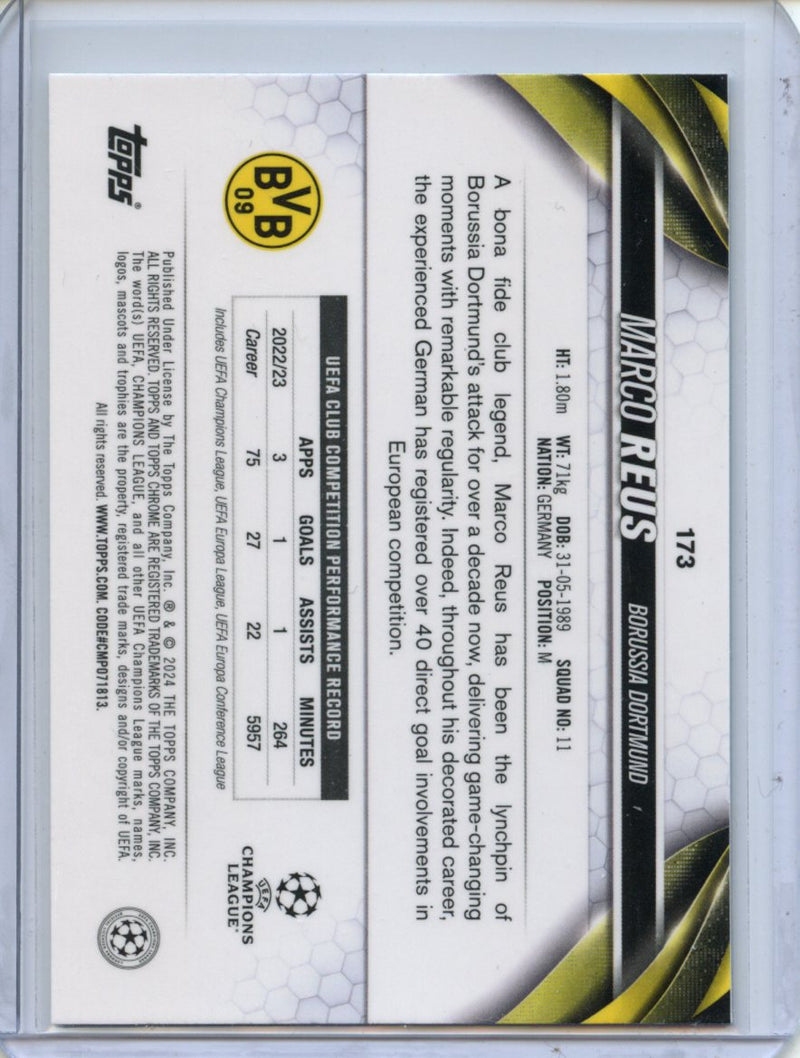 173
MARCO REUS BORUSSIA DORTMUND
HT: 1.80m WT: 71kg DOB: 31-05-1989 SQUAD NO: 11
NATION: GERMANY POSITION: M
A bona fide club legend, Marco Reus has been the lynchpin of
Borussia Dortmund's attack for over a decade now, delivering game-changing
moments with remarkable regularity. Indeed, throughout his decorated career,
the experienced German has registered over 40 direct goal involvements in
European competition.
BVB
09
UEFA CLUB COMPETITION PERFORMANCE RECORD
APPS GOALS ASSISTS MINUTES
2022/23 3 1 1 264
Career 75 27 22 5957
Includes UEFA Champions League, UEFA Europa League, UEFA Europa Conference League
UEFA
CHAMPIONS
LEAGUE®
Topps®
Published Under License by The Topps Company, Inc. ® & © 2024 THE TOPPS COMPANY, INC.
ALL RIGHTS RESERVED. TOPPS AND TOPPS CHROME ARE REGISTERED TRADEMARKS OF THE TOPPS COMPANY, INC.
The word(s) UEFA, CHAMPIONS LEAGUE, and all other UEFA Champions League marks, names,
logos, mascots and trophies are the property, registered trade marks, designs and/or copyright of UEFA.
All rights reserved. WWW.TOPPS.COM. CODE#CMP071813.